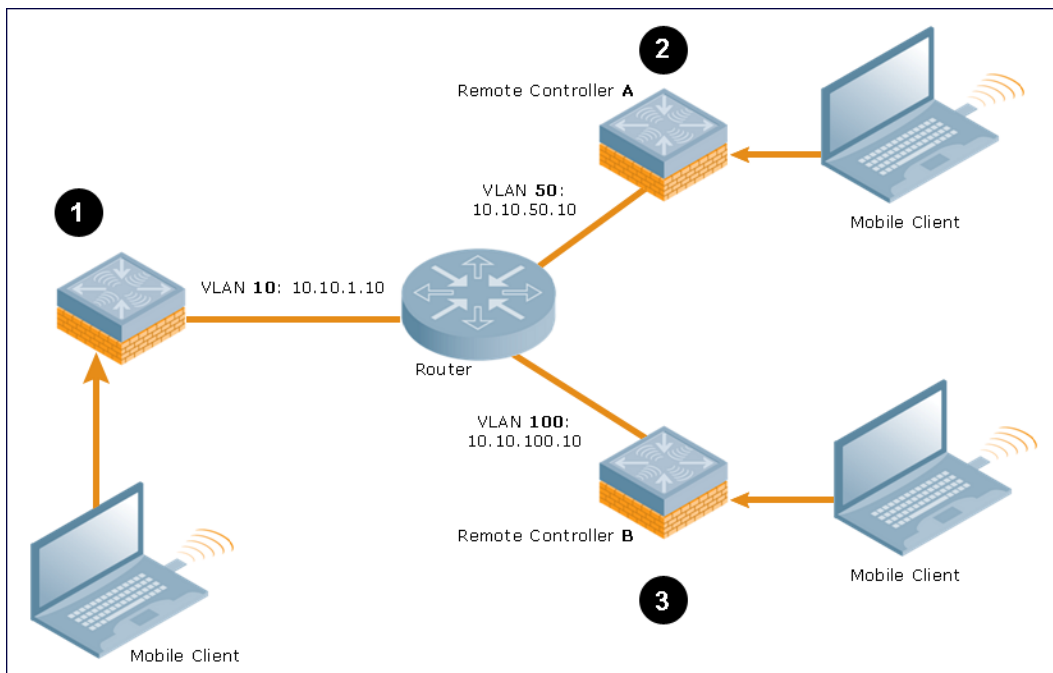 2
Remote Controller A
VLAN 50:
10.10.50.10
Mobile Client
1
VLAN 10: 10.10.1.10
Router
VLAN 100:
10.10.100.10
Remote Controller B
Mobile Client
3
Mobile Client